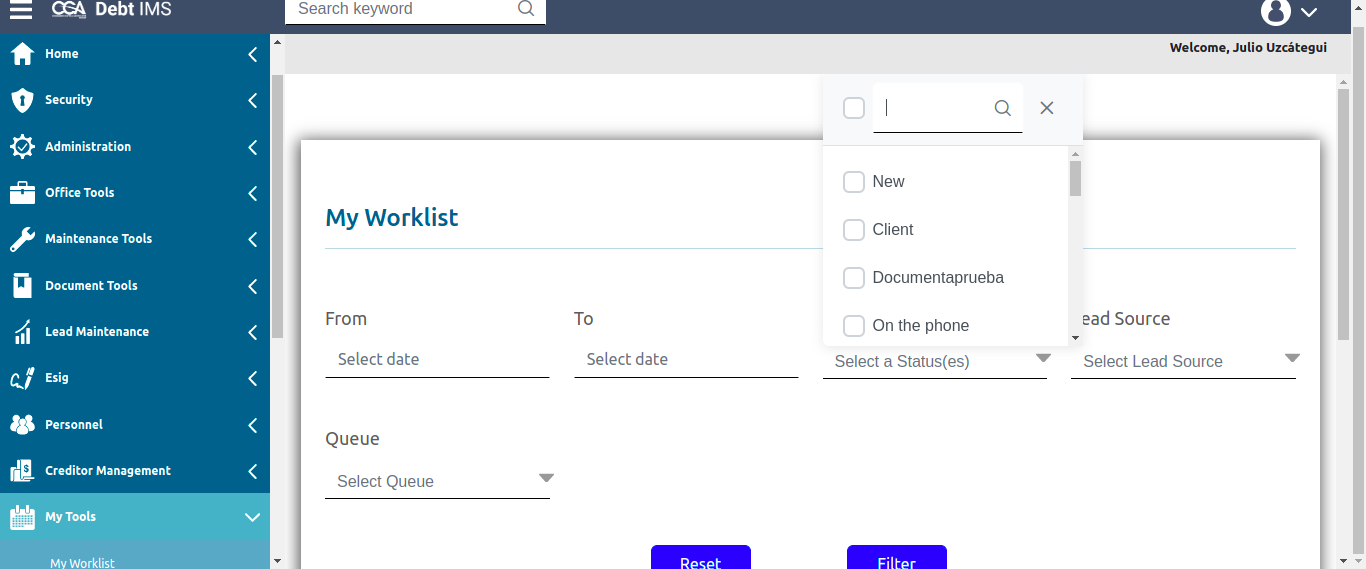 CGA Debt IMS
Search keyword
Welcome, Julio Uzcátegui
Home
Security
Administration
Office Tools
Maintenance Tools
Document Tools
Lead Maintenance
Esig
Personnel
Creditor Management
My Tools
My Worklist
My Worklist
New
Client
Documentaprueba
On the phone
From
To
ead Source
Select date
Select date
Select a Status(es)
Select Lead Source
Queue
Select Queue
Reset
Filter